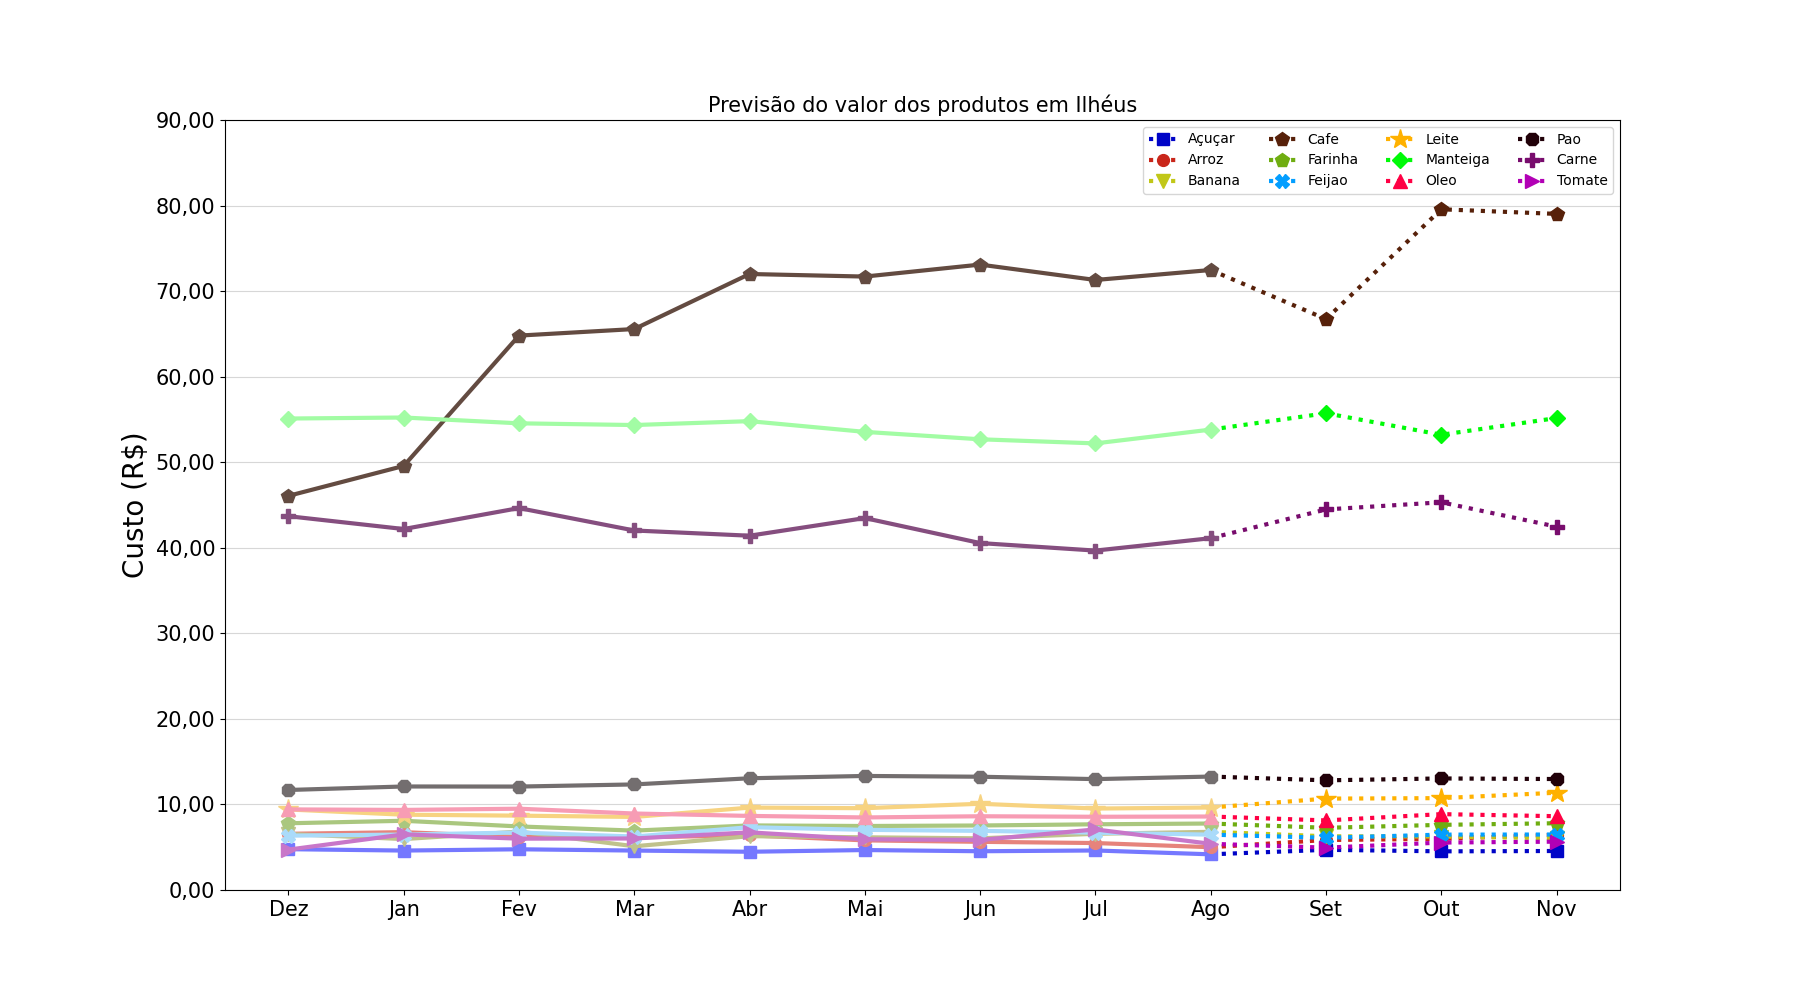 Previsão do valor dos produtos em Ilhéus
90,00
80,00
70,00
60,00
50,00
40,00
30,00
20,00
10,00
0,00
Custo (R$)
Açuçar Cafe Leite Pao
Arroz Farinha Manteiga Carne
Banana Feijao Oleo Tomate
Dez Jan Fev Mar Abr Mai Jun Jul Ago Set Out Nov